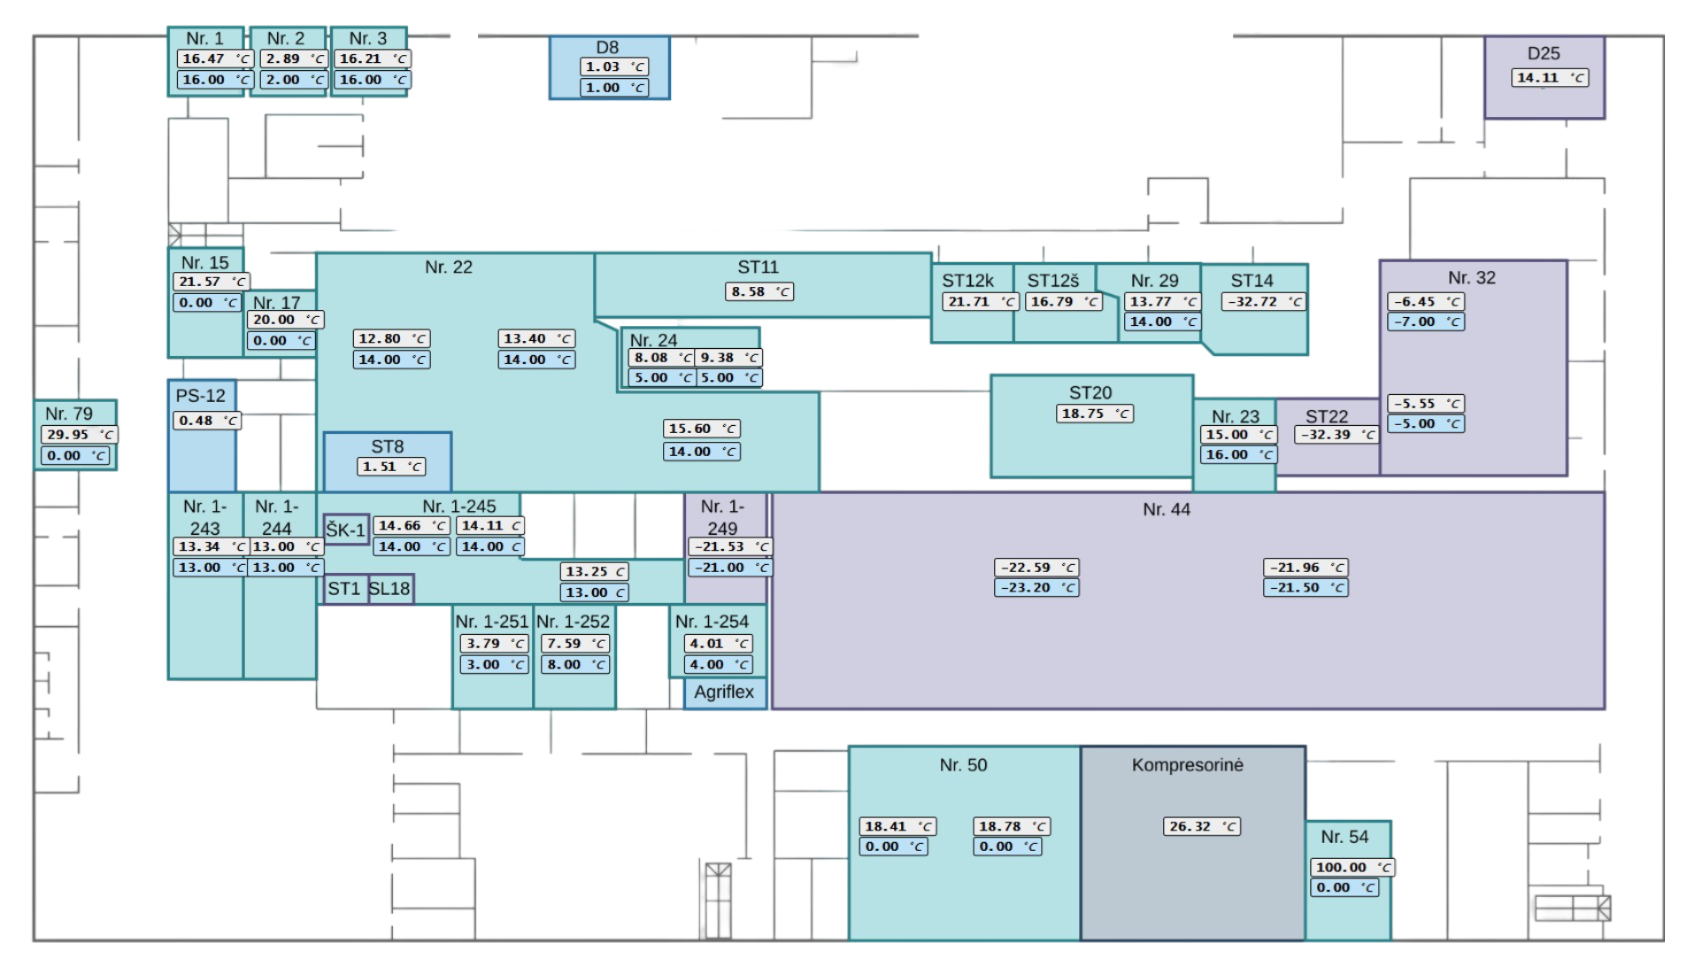 Nr. 1
16.47 °C
16.00 °C
Nr. 2
2.89 °C
2.00 °C
Nr. 3
16.21 °C
16.00 °C
D8
1.03 °C
1.00 °C
D25
14.11 °C
Nr. 15
21.57 °C
0.00 °C
Nr. 17
20.00 °C
0.00 °C
Nr. 22
12.80 °C
14.00 °C
13.40 °C
14.00 °C
15.60 °C
14.00 °C
ST11
8.58 °C
Nr. 24
8.08 °C
5.00 °C
9.38 °C
5.00 °C
ST12k
21.71 °C
ST12š
16.79 °C
Nr. 29
13.77 °C
14.00 °C
ST14
-32.72 °C
Nr. 32
-6.45 °C
-7.00 °C
-5.55 °C
-5.00 °C
Nr. 79
29.95 °C
0.00 °C
PS-12
0.48 °C
ST8
1.51 °C
ST20
18.75 °C
Nr. 23
15.00 °C
16.00 °C
ST22
-32.39 °C
Nr. 1-
243
13.34 °C
13.00 °C
Nr. 1-
244
13.00 °C
13.00 °C
Nr. 1-245
14.66 °C
14.00 °C
14.11 C
14.00 C
13.25 C
13.00 C
ŠK-1
ST1
SL18
Nr. 1-
249
-21.53 °C
-21.00 °C
Nr. 44
-22.59 °C
-23.20 °C
-21.96 °C
-21.50 °C
Nr. 1-251
3.79 °C
3.00 °C
Nr. 1-252
7.59 °C
8.00 °C
Nr. 1-254
4.01 °C
4.00 °C
Agriflex
Nr. 50
18.41 °C
0.00 °C
18.78 °C
0.00 °C
Kompresorinė
26.32 °C
Nr. 54
100.00 °C
0.00 °C